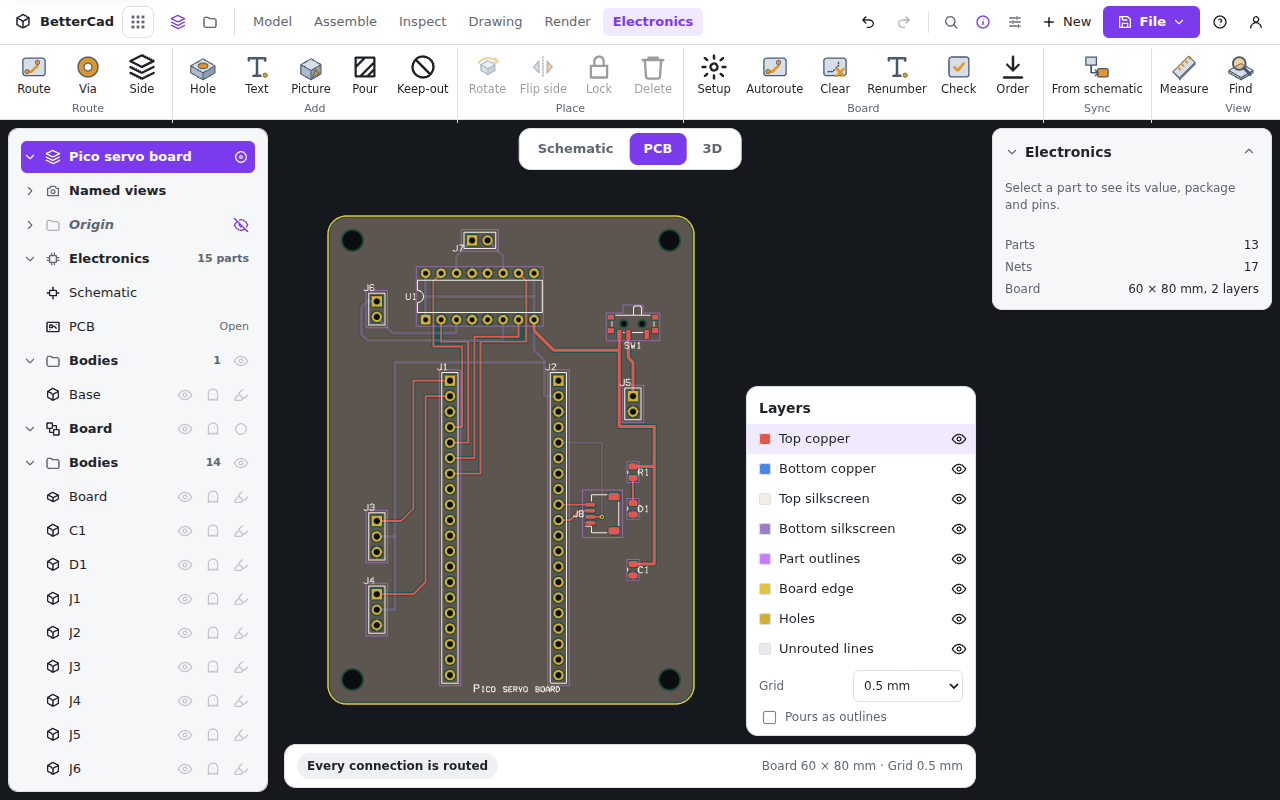 BetterCad
Model Assemble Inspect Drawing Render Electronics
New File
Route Via Side Hole Text Picture Pour Keep-out Rotate Flip side Lock Delete Setup Autoroute Clear Renumber Check Order From schematic Measure Find
Route Add Place Board Sync View
Pico servo board
Named views
Origin
Electronics 15 parts
Schematic
PCB Open
Bodies 1
Base
Board
Bodies 14
Board
C1
D1
J1
J2
J3
J4
J5
J6
Schematic PCB 3D
J7
J6
U1
SW1
J1
J2
J5
R1
J3
D1
J8
C1
J4
Pico servo board
Electronics
Select a part to see its value, package
and pins.
Parts 13
Nets 17
Board 60 × 80 mm, 2 layers
Layers
Top copper
Bottom copper
Top silkscreen
Bottom silkscreen
Part outlines
Board edge
Holes
Unrouted lines
Grid 0.5 mm
Pours as outlines
Every connection is routed
Board 60 × 80 mm · Grid 0.5 mm